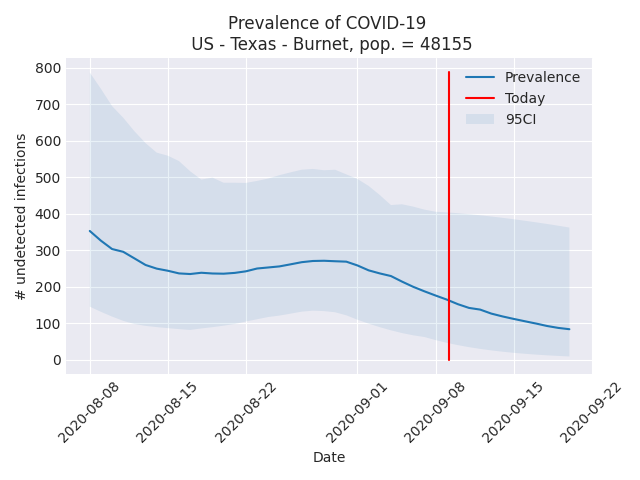 Prevalence of COVID-19
US - Texas - Burnet, pop. = 48155
800
700
600
500
400
300
200
100
0
# undetected infections
Prevalence
Today
95CI
2020-08-08
2020-08-15
2020-08-22
2020-09-01
2020-09-08
2020-09-15
2020-09-22
Date